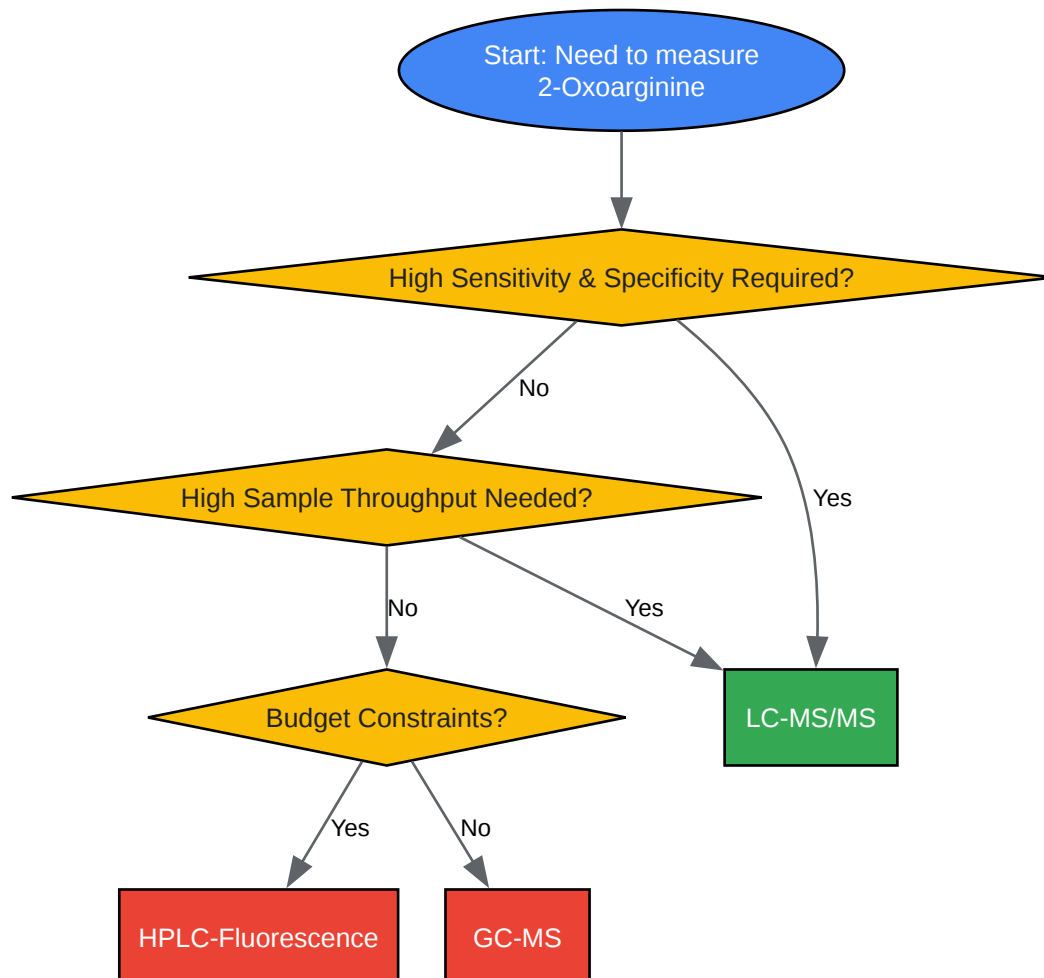 Start: Need to measure
2-Oxoarginine
High Sensitivity & Specificity Required?
No
High Sample Throughput Needed?
Yes
No
Yes
Budget Constraints?
LC-MS/MS
Yes
No
HPLC-Fluorescence
GC-MS